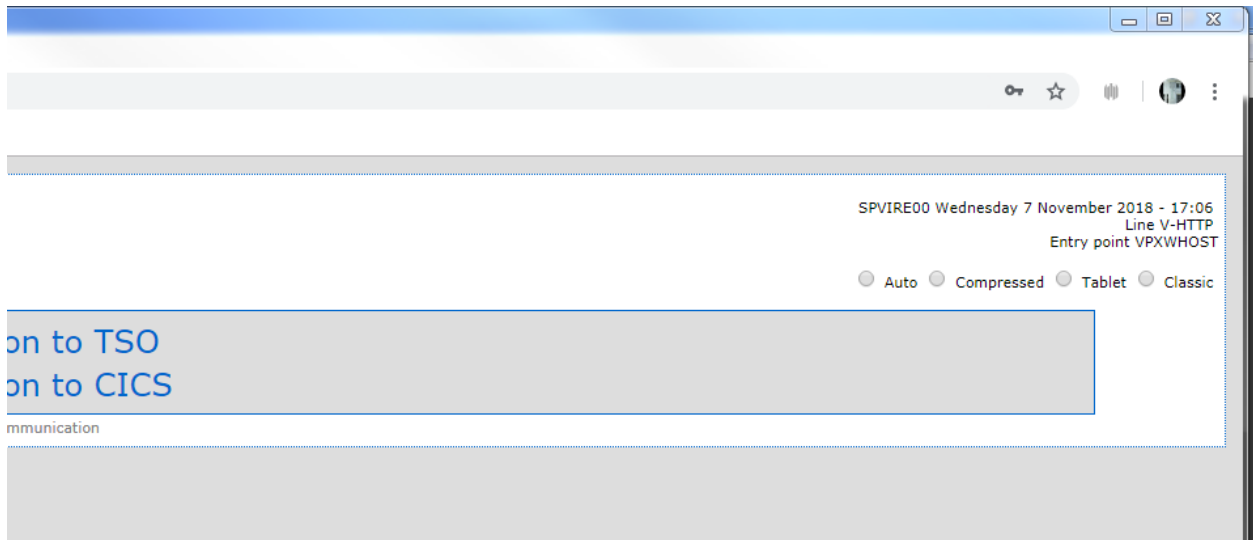 SPVIRE00 Wednesday 7 November 2018 - 17:06
Line V-HTTP
Entry point VPXWHOST
Auto Compressed Tablet Classic
on to TSO
on to CICS
mmunication